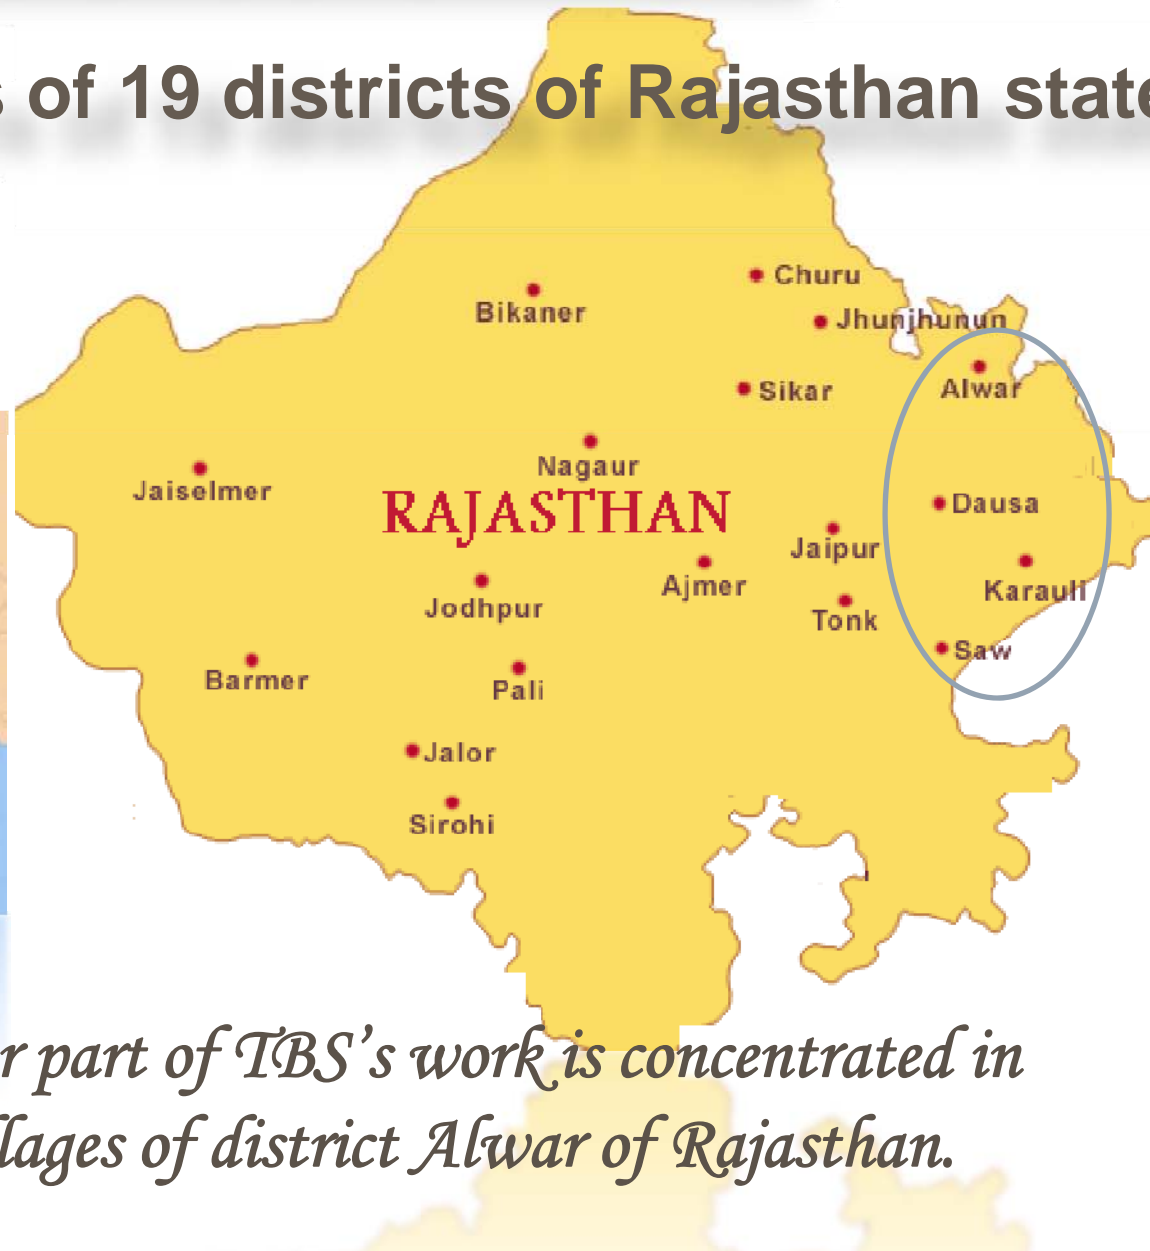 s of 19 districts of Rajasthan state
Churu
Bikaner
Jhunjhunun
Alwar
Sikar
Nagaur
Jaiselmer
RAJASTHAN
Dausa
Jaipur
Ajmer
Karauli
Jodhpur
Tonk
Saw
Barmer
Pali
Jalor
Sirohi
r part of TBS's work is concentrated in
llages of district Alwar of Rajasthan.